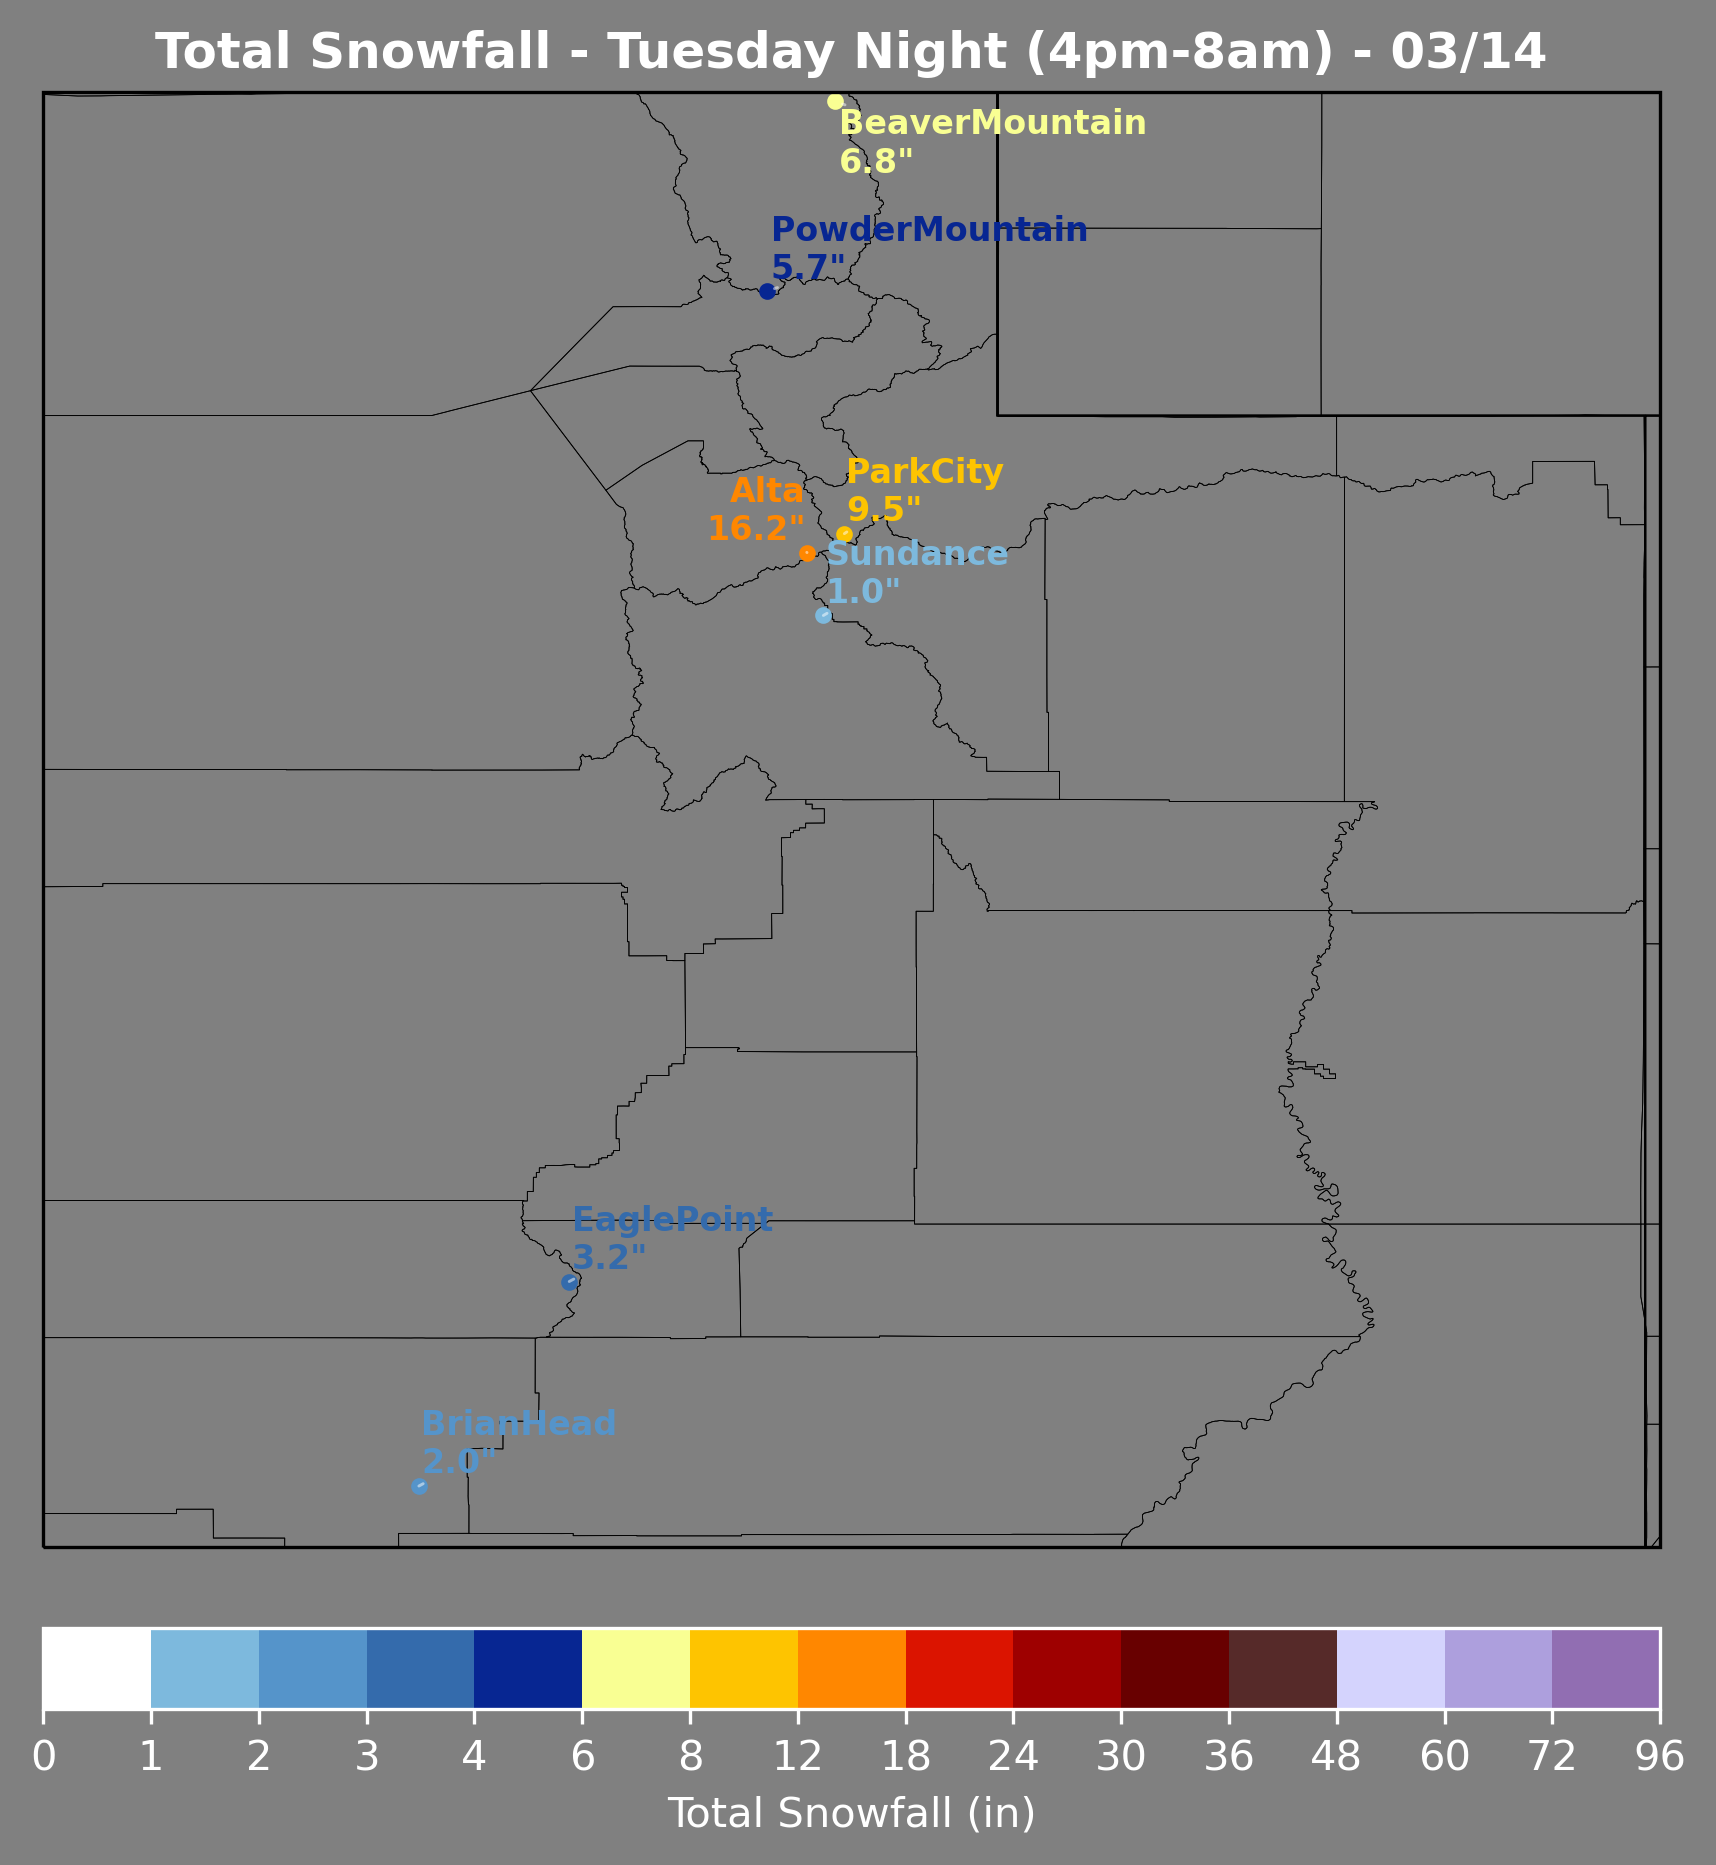 Total Snowfall - Tuesday Night (4pm-8am) - 03/14
BeaverMountain
6.8"
PowderMountain
5.7"
ParkCity
9.5"
Alta
16.2"
Sundance
1.0"
EaglePoint
3.2"
BrianHead
2.0"
0 1 2 3 4 6 8 12 18 24 30 36 48 60 72 96
Total Snowfall (in)